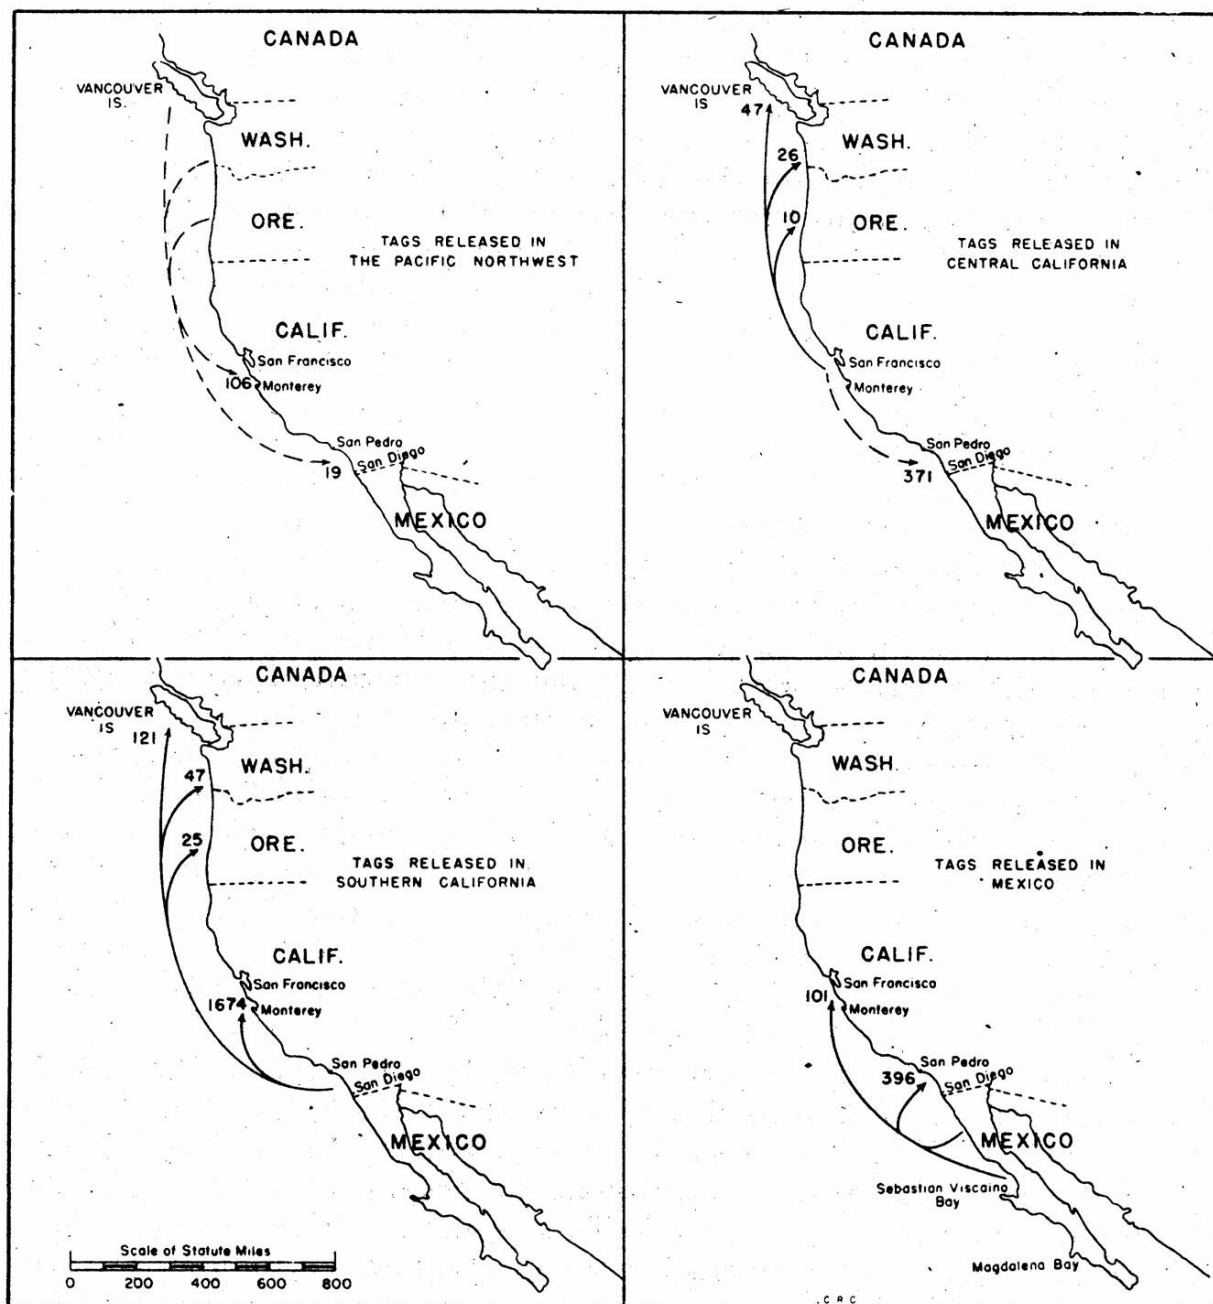 CANADA
VANCOUVER
IS.
WASH.
ORE.
TAGS RELEASED IN
THE PACIFIC NORTHWEST
CALIF.
San Francisco
106
Monterey
San Pedro
San Diego
19
MEXICO
CANADA
VANCOUVER
IS
47
WASH.
26
10
ORE.
TAGS RELEASED IN
CENTRAL CALIFORNIA
CALIF.
San Francisco
Monterey
San Pedro
San Diego
371
MEXICO
CANADA
VANCOUVER
IS
121
WASH.
47
25
ORE.
TAGS RELEASED IN
SOUTHERN CALIFORNIA
CALIF.
San Francisco
1674
Monterey
San Pedro
San Diego
MEXICO
Scale of Statute Miles
0 200 400 600 800
CANADA
VANCOUVER
IS
WASH.
ORE.
TAGS RELEASED IN
MEXICO
CALIF.
San Francisco
101
Monterey
San Pedro
396
San Diego
MEXICO
Sebastian Viscaino
Bay
Magdalena Bay
C R C